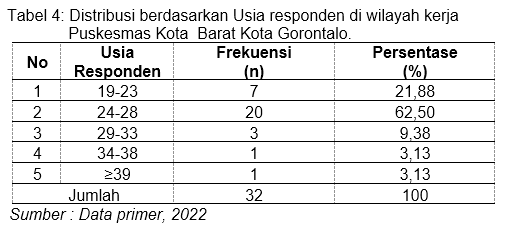 Tabel 4: Distribusi berdasarkan Usia responden di wilayah kerja
Puskesmas Kota Barat Kota Gorontalo.
No Usia Responden Frekuensi (n) Persentase (%)
1 19-23 7 21,88
2 24-28 20 62,50
3 29-33 3 9,38
4 34-38 1 3,13
5 ≥39 1 3,13
Jumlah 32 100
Sumber : Data primer, 2022